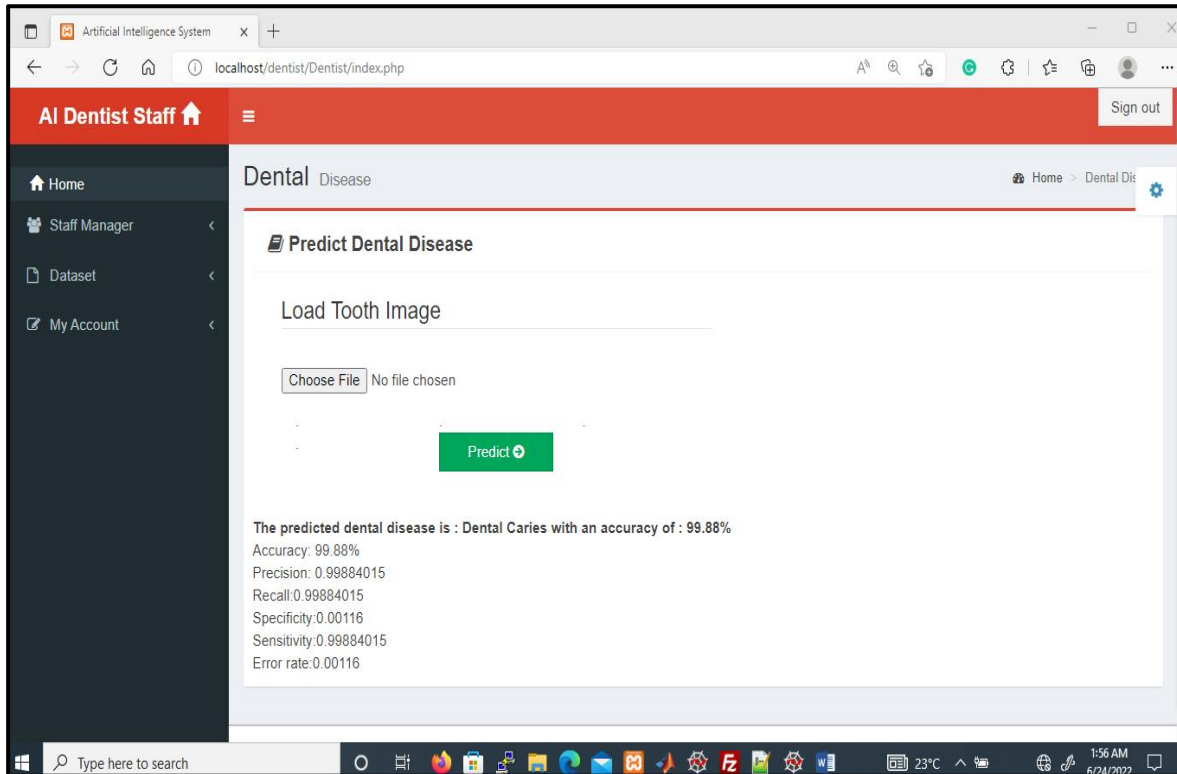 Artificial Intelligence System
localhost/dentist/Dentist/index.php
AI Dentist Staff
Sign out
Home
Staff Manager
Dataset
My Account
Dental Disease
Home > Dental Dis
Predict Dental Disease
Load Tooth Image
Choose File No file chosen
Predict
The predicted dental disease is : Dental Caries with an accuracy of : 99.88%
Accuracy: 99.88%
Precision: 0.99884015
Recall:0.99884015
Specificity:0.00116
Sensitivity:0.99884015
Error rate:0.00116
Type here to search
23°C
1:56 AM
6/24/2022